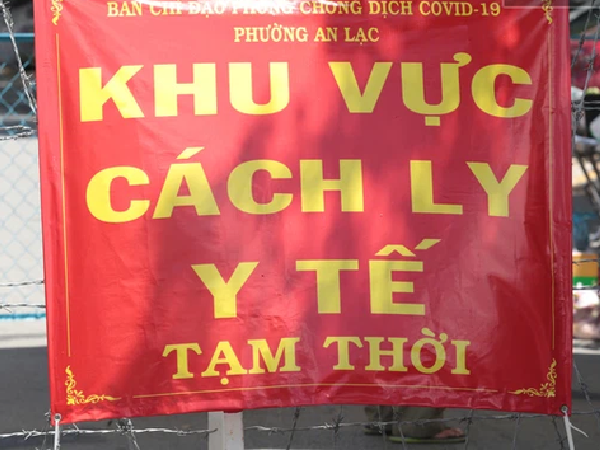 BAN CHỈ ĐẠO PHÒNG CHỐNG DỊCH COVID-19
PHƯỜNG AN LẠC
KHU VỰC
CÁCH LY
Y TẾ
TẠM THỜI